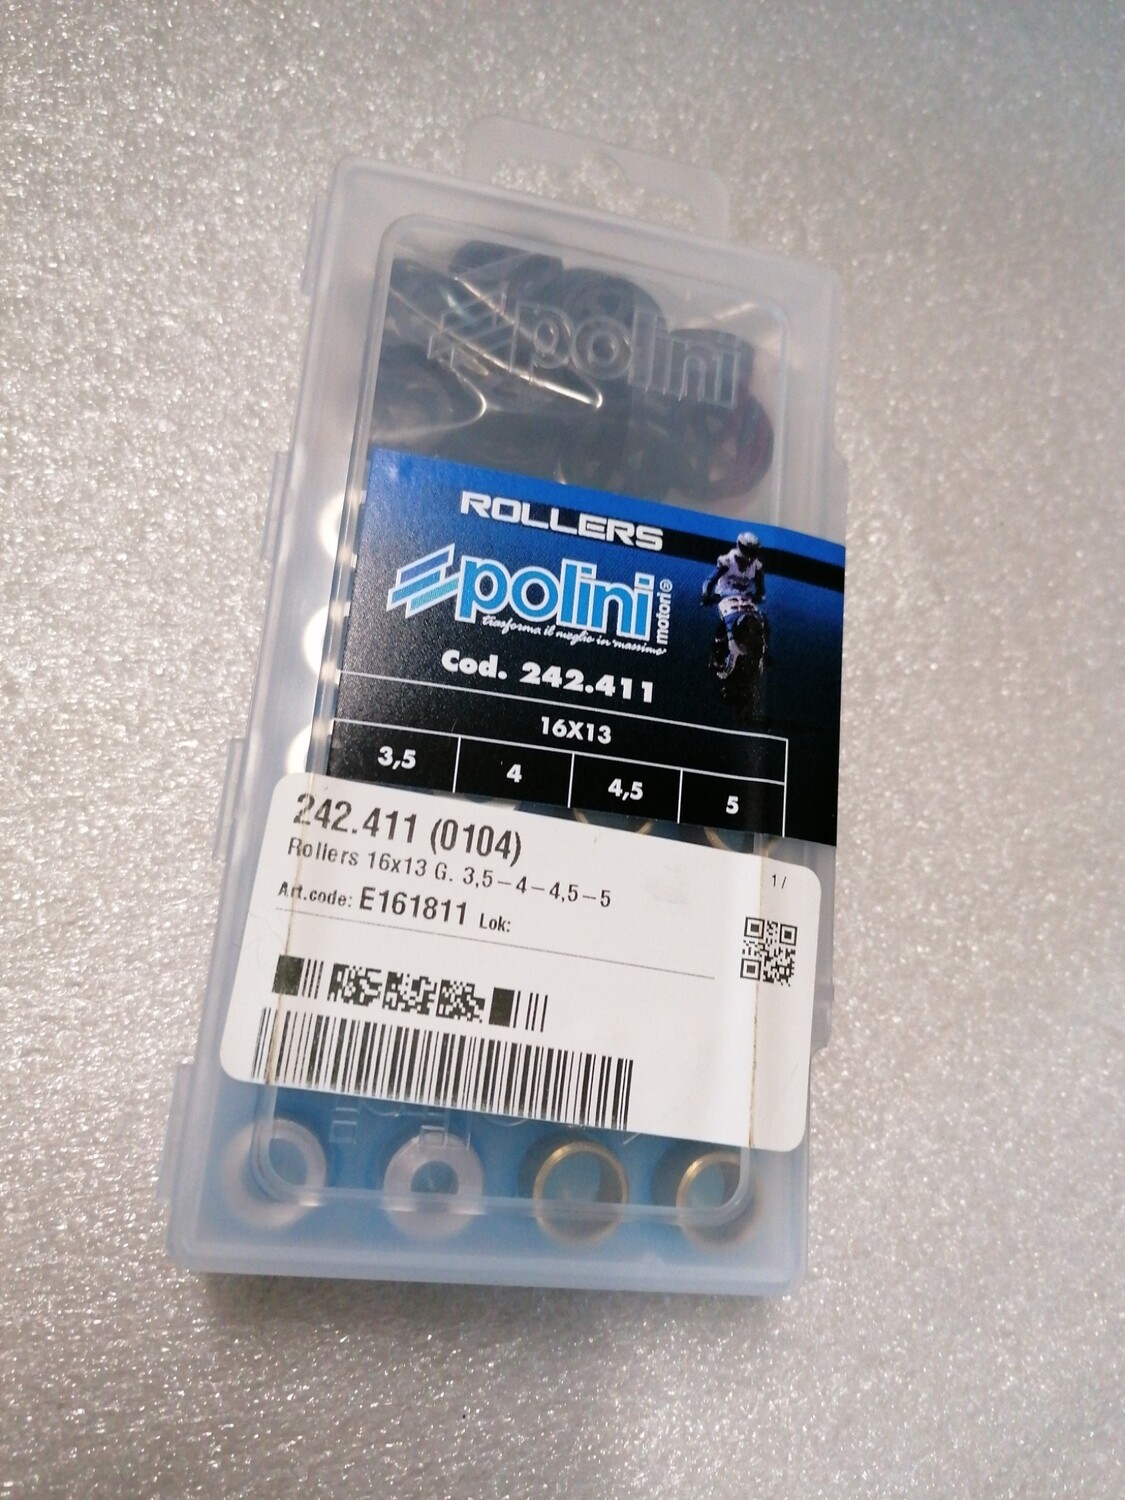 polini
ROLLERS
polini motori®
trasforma il meglio in massimo
Cod. 242.411
16X13
3,5 4 4,5 5
242.411 (0104)
Rollers 16x13 G. 3,5-4-4,5-5
1/
Art.code: E161811 Lok: